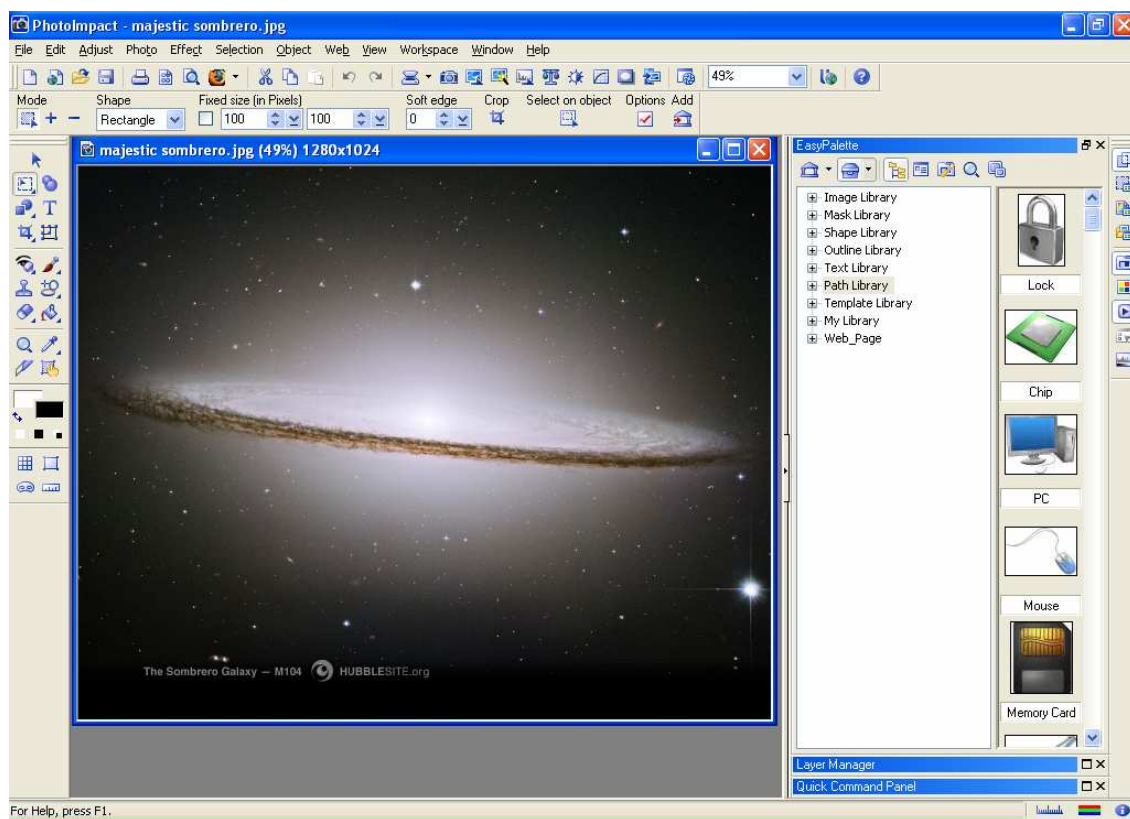 PhotoImpact - majestic sombrero.jpg
File Edit Adjust Photo Effect Selection Object Web View Workspace Window Help
49%
Mode Shape Fixed size (in Pixels) Soft edge Crop Select on object Options Add
Rectangle 100 100 0
majestic sombrero.jpg (49%) 1280x1024
The Sombrero Galaxy – M104 HUBBLESITE.org
EasyPalette
Image Library
Mask Library
Shape Library
Outline Library
Text Library
Path Library
Template Library
My Library
Web_Page
Lock
Chip
PC
Mouse
Memory Card
Layer Manager
Quick Command Panel
For Help, press F1.